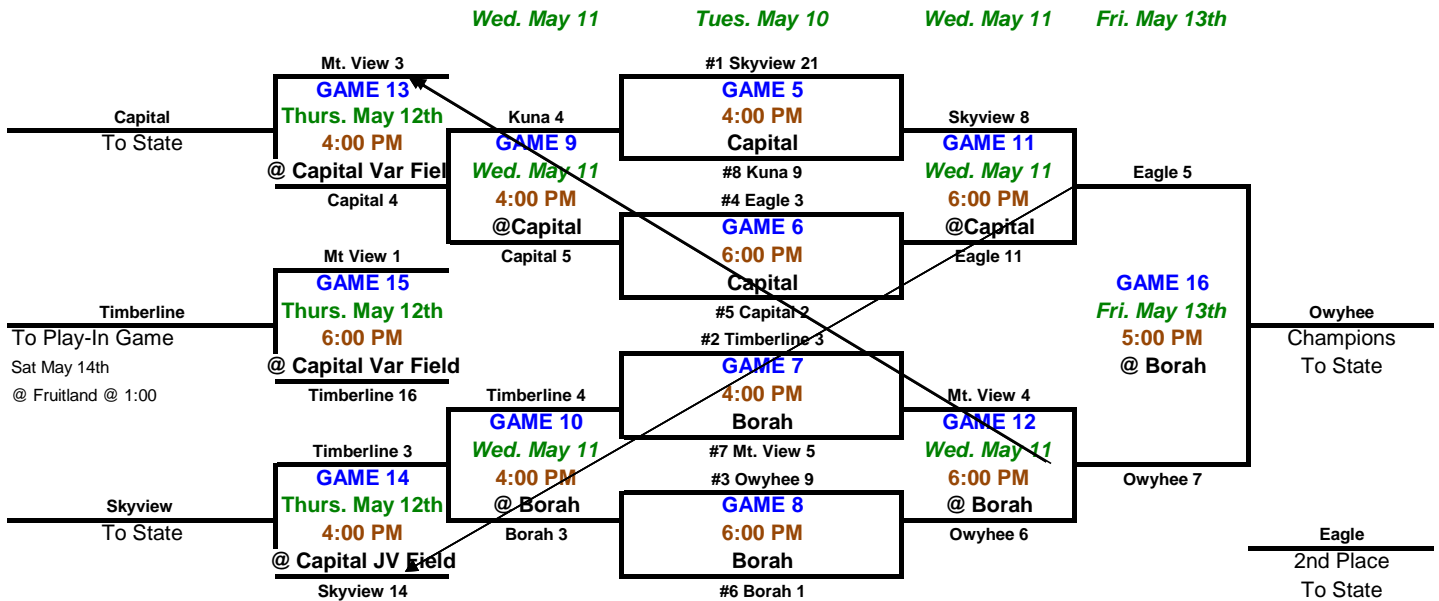 Wed. May 11 Tues. May 10 Wed. May 11 Fri. May 13th
Mt. View 3
GAME 13
Thurs. May 12th
4:00 PM
@ Capital Var Fiel
Capital 4
Capital
To State
Mt View 1
GAME 15
Thurs. May 12th
6:00 PM
@ Capital Var Field
Timberline 16
Timberline
To Play-In Game
Sat May 14th
@ Fruitland @ 1:00
Timberline 3
GAME 14
Thurs. May 12th
4:00 PM
@ Capital JV Field
Skyview 14
Skyview
To State
Kuna 4
GAME 9
Wed. May 11
4:00 PM
@Capital
Capital 5
Timberline 4
GAME 10
Wed. May 11
4:00 PM
@ Borah
Borah 3
#1 Skyview 21
GAME 5
4:00 PM
Capital
#8 Kuna 9
#4 Eagle 3
GAME 6
6:00 PM
Capital
#5 Capital 2
#2 Timberline 3
GAME 7
4:00 PM
Borah
#7 Mt. View 5
#3 Owyhee 9
GAME 8
6:00 PM
Borah
#6 Borah 1
Skyview 8
GAME 11
Wed. May 11
6:00 PM
@Capital
Eagle 11
Mt. View 4
GAME 12
Wed. May 11
6:00 PM
@ Borah
Owyhee 6
Eagle 5
GAME 16
Fri. May 13th
5:00 PM
@ Borah
Owyhee 7
Owyhee
Champions
To State
Eagle
2nd Place
To State